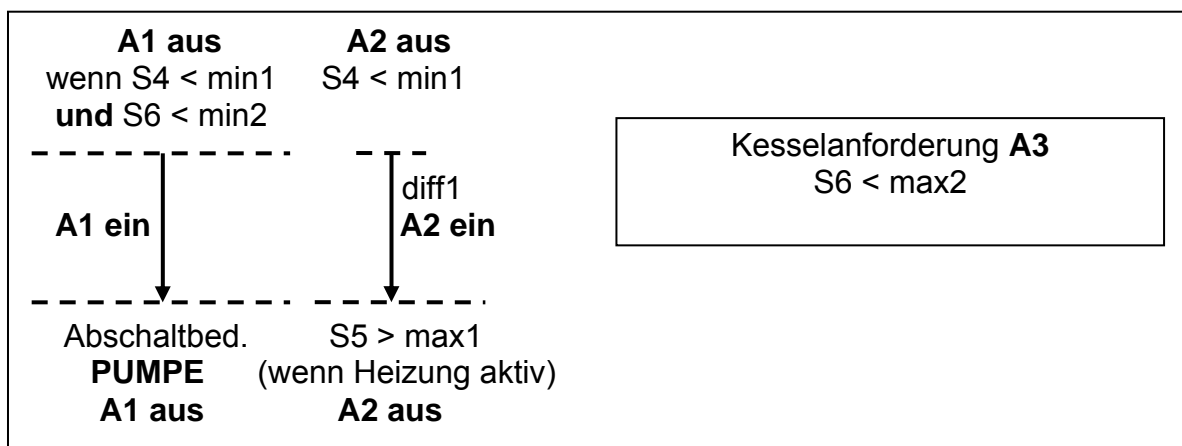 A1 aus
wenn S4 < min1
und S6 < min2
A2 aus
S4 < min1
A1 ein
diff1
A2 ein
Abschaltbed.
PUMPE
A1 aus
S5 > max1
(wenn Heizung aktiv)
A2 aus
Kesselanforderung A3
S6 < max2